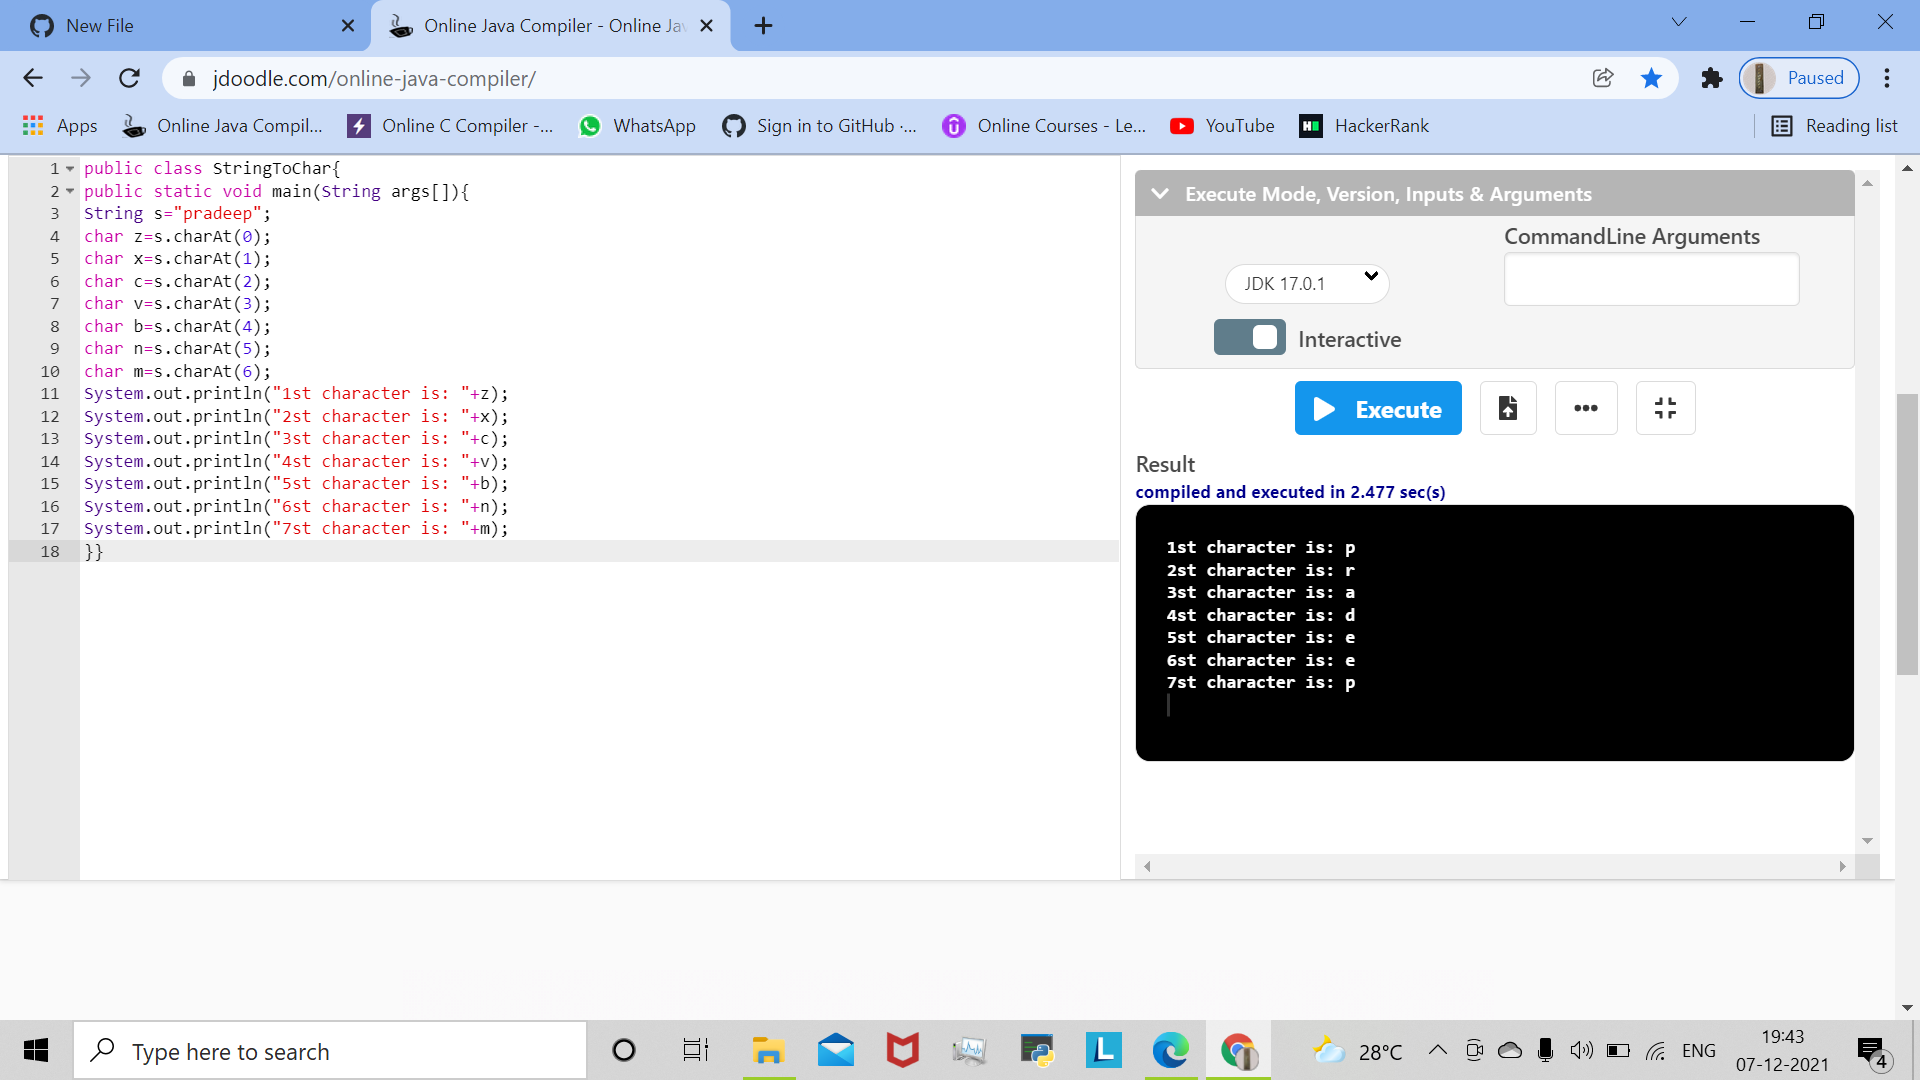 New File
Online Java Compiler - Online Jav
jdoodle.com/online-java-compiler/
Paused
Apps
Online Java Compil...
Online C Compiler -...
WhatsApp
Sign in to GitHub ·...
Online Courses - Le...
YouTube
HackerRank
Reading list
1 public class StringToChar{
2 public static void main(String args[]){
3 String s="pradeep";
4 char z=s.charAt(0);
5 char x=s.charAt(1);
6 char c=s.charAt(2);
7 char v=s.charAt(3);
8 char b=s.charAt(4);
9 char n=s.charAt(5);
10 char m=s.charAt(6);
11 System.out.println("1st character is: "+z);
12 System.out.println("2st character is: "+x);
13 System.out.println("3st character is: "+c);
14 System.out.println("4st character is: "+v);
15 System.out.println("5st character is: "+b);
16 System.out.println("6st character is: "+n);
17 System.out.println("7st character is: "+m);
18 }}
Execute Mode, Version, Inputs & Arguments
CommandLine Arguments
JDK 17.0.1
Interactive
Execute
Result
compiled and executed in 2.477 sec(s)
1st character is: p
2st character is: r
3st character is: a
4st character is: d
5st character is: e
6st character is: e
7st character is: p
Type here to search
L
28°C
ENG
19:43
07-12-2021
4